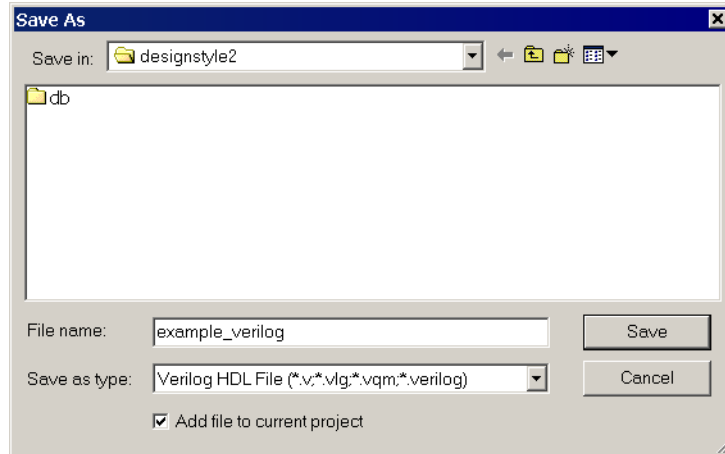 Save As
Save in: designstyle2
db
File name: example_verilog Save
Save as type: Verilog HDL File (*.v;*.vlg;*.vqm;*.verilog) Cancel
Add file to current project